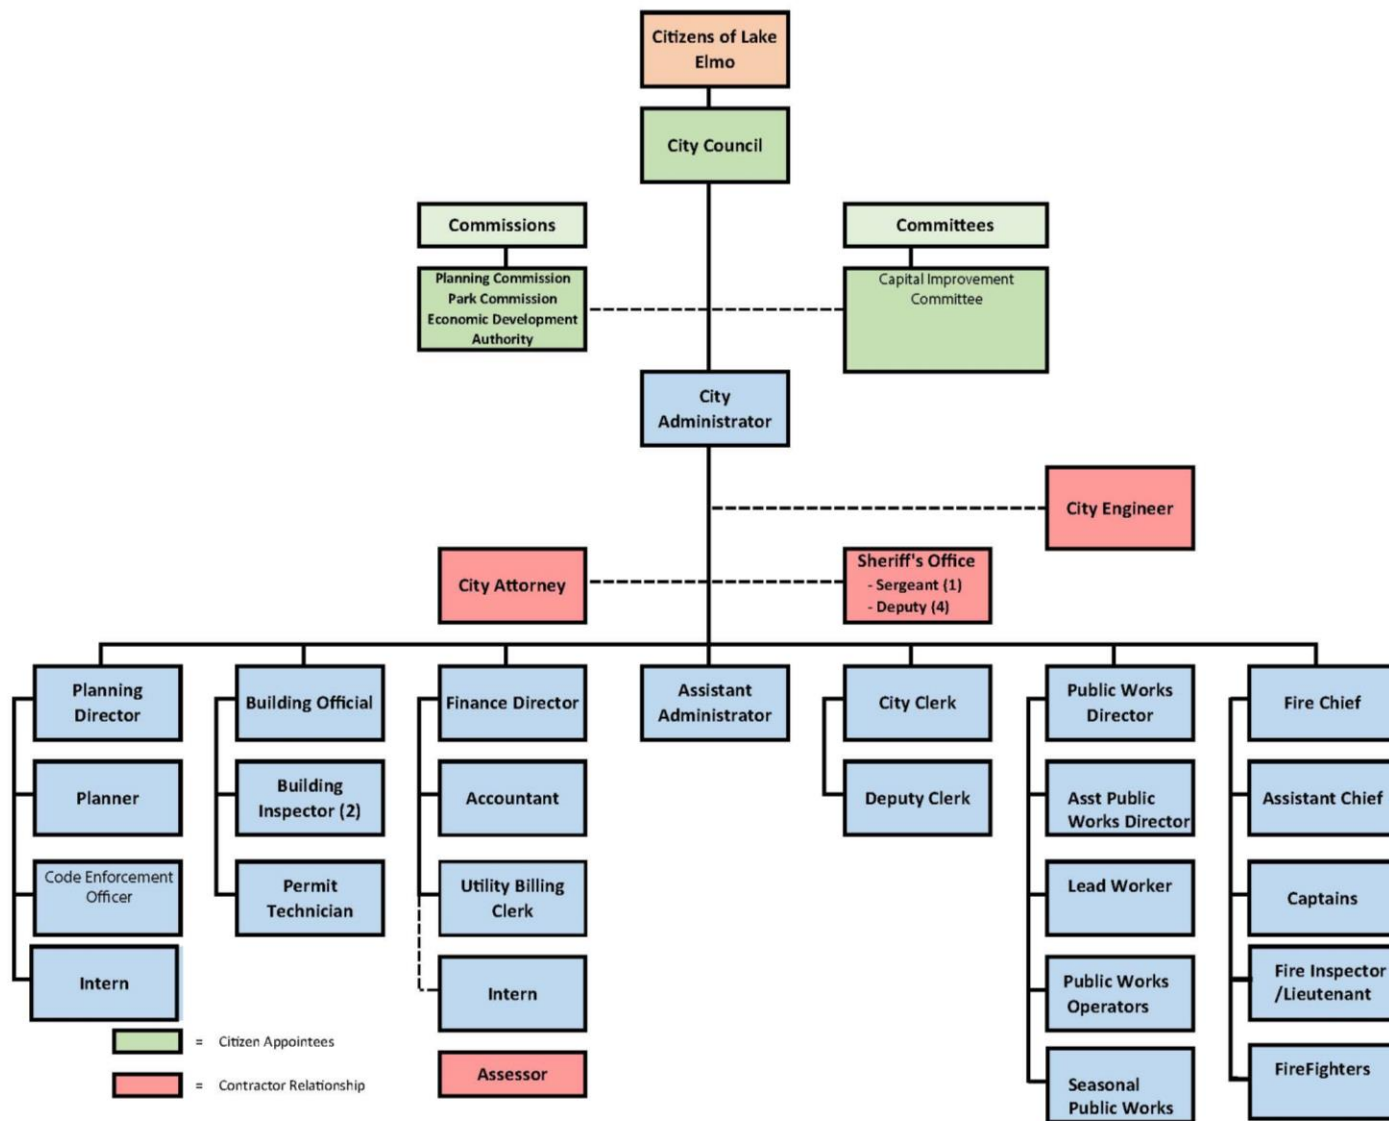 Citizens of Lake
Elmo
City Council
Commissions
Committees
Planning Commission
Park Commission
Economic Development
Authority
Capital Improvement
Committee
City
Administrator
City Engineer
City Attorney
Sheriff's Office
- Sergeant (1)
- Deputy (4)
Planning
Director
Building Official
Finance Director
Assistant
Administrator
City Clerk
Public Works
Director
Fire Chief
Planner
Building
Inspector (2)
Accountant
Deputy Clerk
Asst Public
Works Director
Assistant Chief
Code Enforcement
Officer
Permit
Technician
Utility Billing
Clerk
Lead Worker
Captains
Intern
Intern
Public Works
Operators
Fire Inspector
/Lieutenant
= Citizen Appointees
= Contractor Relationship
Assessor
Seasonal
Public Works
FireFighters